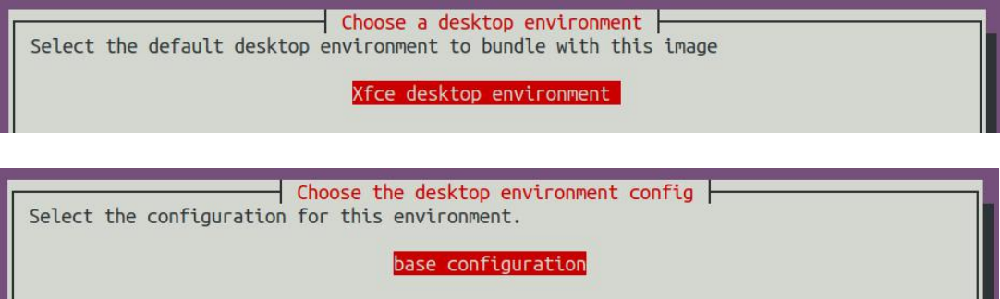 Choose a desktop environment
Select the default desktop environment to bundle with this image
Xfce desktop environment
Choose the desktop environment config
Select the configuration for this environment.
base configuration